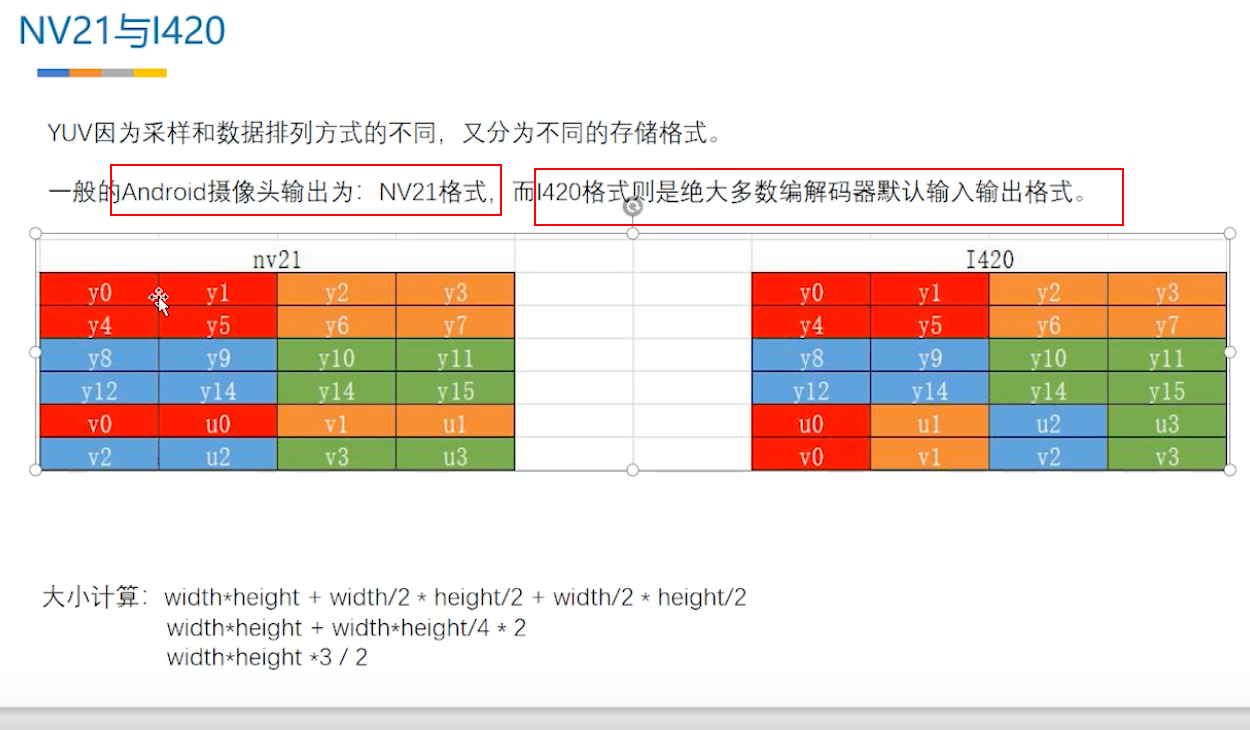 NV21与I420
YUV因为采样和数据排列方式的不同，又分为不同的存储格式。
一般的Android摄像头输出为：NV21格式，而I420格式则是绝大多数编解码器默认输入输出格式。
nv21 I420
y0 y1 y2 y3 y0 y1 y2 y3
y4 y5 y6 y7 y4 y5 y6 y7
y8 y9 y10 y11 y8 y9 y10 y11
y12 y14 y14 y15 y12 y14 y14 y15
v0 u0 v1 u1 u0 u1 u2 u3
v2 u2 v3 u3 v0 v1 v2 v3
大小计算：width*height + width/2 * height/2 + width/2 * height/2
width*height + width*height/4 * 2
width*height *3 / 2